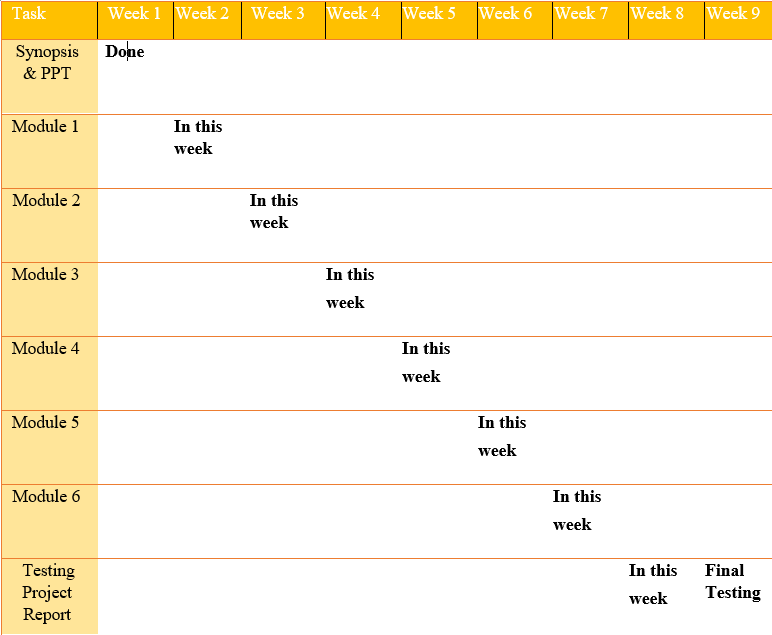 Task Week 1 Week 2 Week 3 Week 4 Week 5 Week 6 Week 7 Week 8 Week 9
Synopsis Done
& PPT
Module 1 In this
week
Module 2 In this
week
Module 3 In this
week
Module 4 In this
week
Module 5 In this
week
Module 6 In this
week
Testing In this Final
Project week Testing
Report